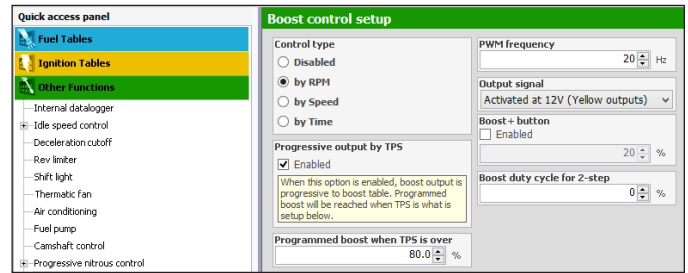 Quick access panel
Fuel Tables
Ignition Tables
Other Functions
Internal datalogger
Idle speed control
Deceleration cutoff
Rev limiter
Shift light
Thermatic fan
Air conditioning
Fuel pump
Camshaft control
Progressive nitrous control
Boost control setup
Control type
Disabled
by RPM
by Speed
by Time
Progressive output by TPS
Enabled
When this option is enabled, boost output is
progressive to boost table. Programmed
boost will be reached when TPS is what is
setup below.
Programmed boost when TPS is over
80.0 %
PWM frequency
20 Hz
Output signal
Activated at 12V (Yellow outputs)
Boost+ button
Enabled
20 %
Boost duty cycle for 2-step
0 %